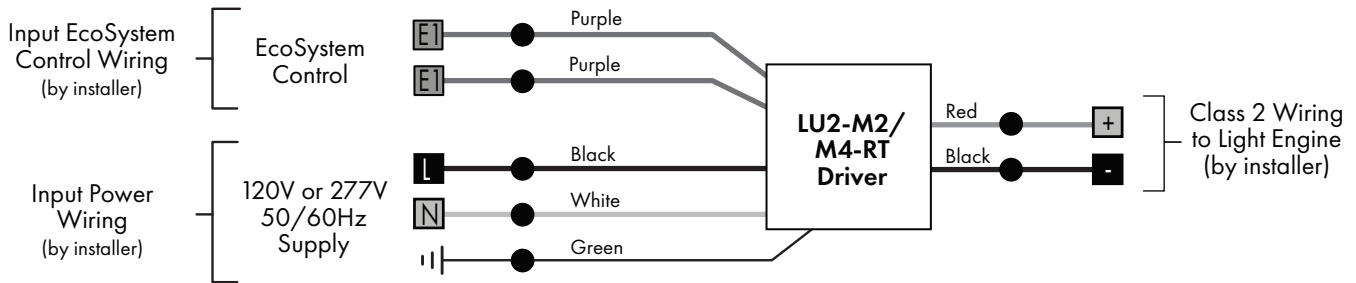 Input EcoSystem
Control Wiring
(by installer)
EcoSystem
Control
E1
Purple
E1
Purple
Input Power
Wiring
(by installer)
120V or 277V
50/60Hz
Supply
L
Black
N
White
Green
LU2-M2/
M4-RT
Driver
Red
+
Black
-
Class 2 Wiring
to Light Engine
(by installer)